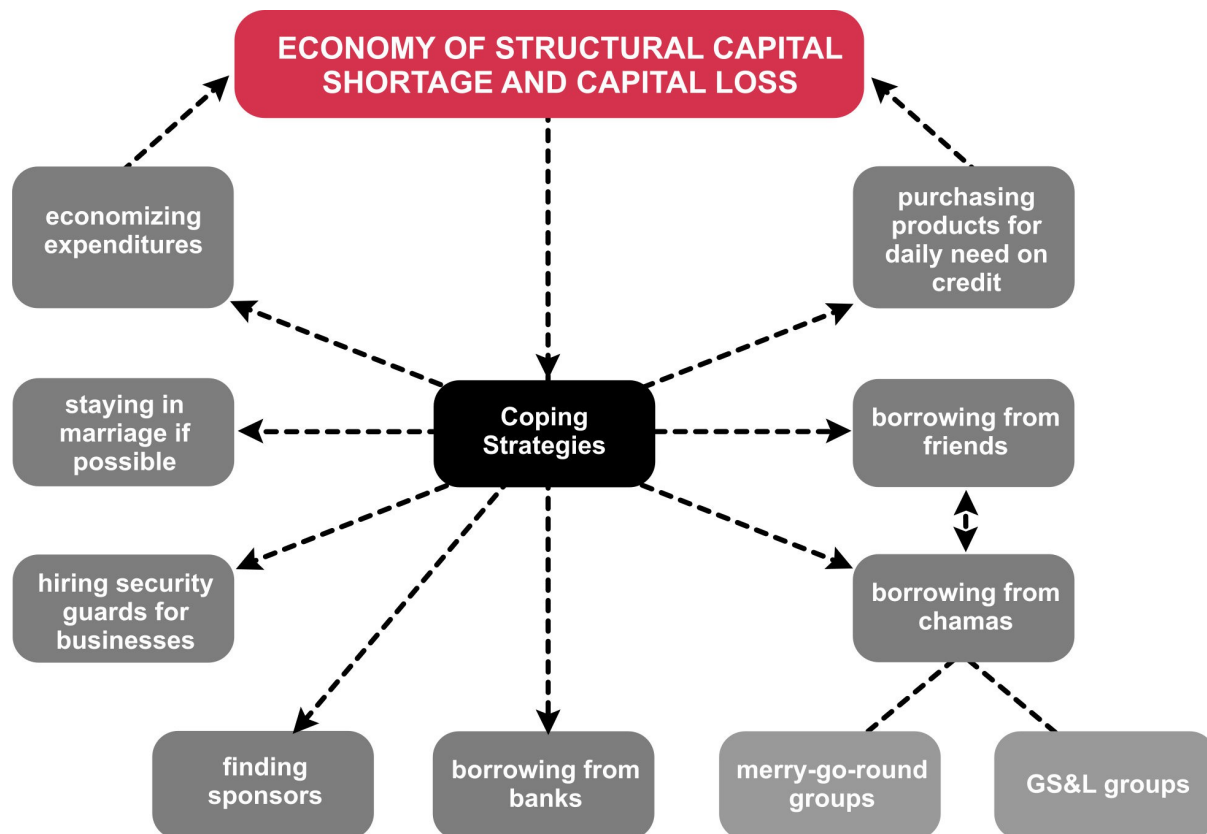 ECONOMY OF STRUCTURAL CAPITAL
SHORTAGE AND CAPITAL LOSS
economizing
expenditures
purchasing
products for
daily need on
credit
staying in
marriage if
possible
Coping
Strategies
borrowing from
friends
hiring security
guards for
businesses
borrowing from
chamas
finding
sponsors
borrowing from
banks
merry-go-round
groups
GS&L groups